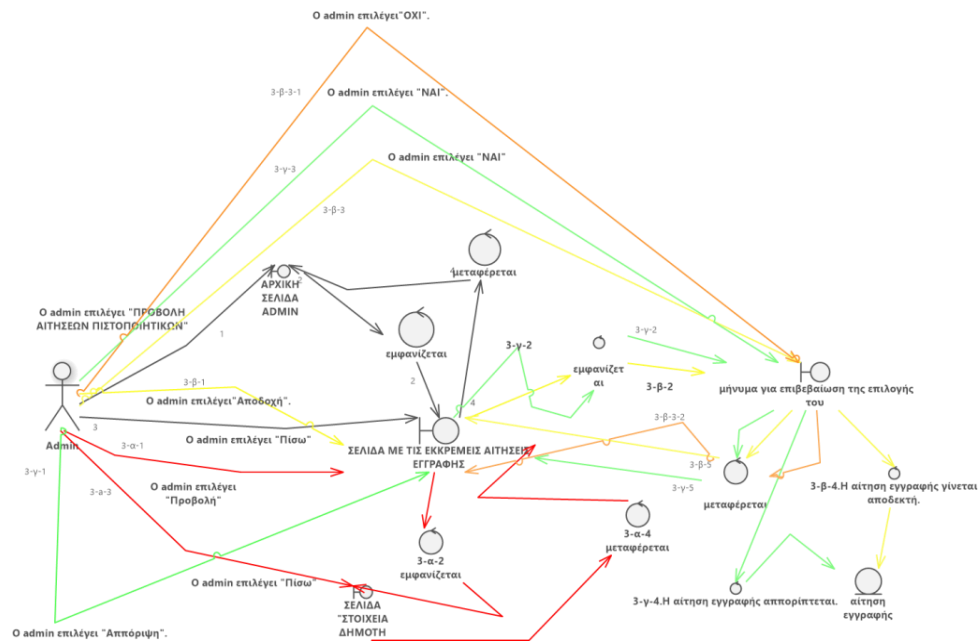 Ο admin επιλέγει"ΟΧΙ".
3-β-3-1
Ο admin επιλέγει "ΝΑΙ".
Ο admin επιλέγει "ΝΑΙ"
3-γ-3
3-β-3
μεταφέρεται
ΑΡΧΙΚΗ
ΣΕΛΙΔΑ
ADMIN
Ο admin επιλέγει "ΠΡΟΒΟΛΗ
ΑΙΤΗΣΕΩΝ ΠΙΣΤΟΠΟΙΗΤΙΚΩΝ"
1
εμφανίζεται
3-γ-2
3-γ-2
εμφανίζετ
αι
2
3-β-1
3-β-2
μήνυμα για επιβεβαίωση της επιλογής
του
Ο admin επιλέγει"Αποδοχή".
4
3
3-β-3-2
Admin
3-α-1
Ο admin επιλέγει "Πίσω"
ΣΕΛΙΔΑ ΜΕ ΤΙΣ ΕΚΚΡΕΜΕΙΣ ΑΙΤΗΣΕΙΣ
ΕΓΓΡΑΦΗΣ
3-β-5
3-γ-1
3-α-3
Ο admin επιλέγει
"Προβολή"
3-γ-5
μεταφέρεται
3-β-4.Η αίτηση εγγραφής γίνεται
αποδεκτή.
3-α-4
μεταφέρεται
3-α-2
εμφανίζεται
Ο admin επιλέγει "Πίσω"
ΣΕΛΙΔΑ
"ΣΤΟΙΧΕΙΑ
ΔΗΜΟΤΗ
3-γ-4.Η αίτηση εγγραφής απποριπτεται.
αίτηση
εγγραφής
Ο admin επιλέγει "Αππόριψη".